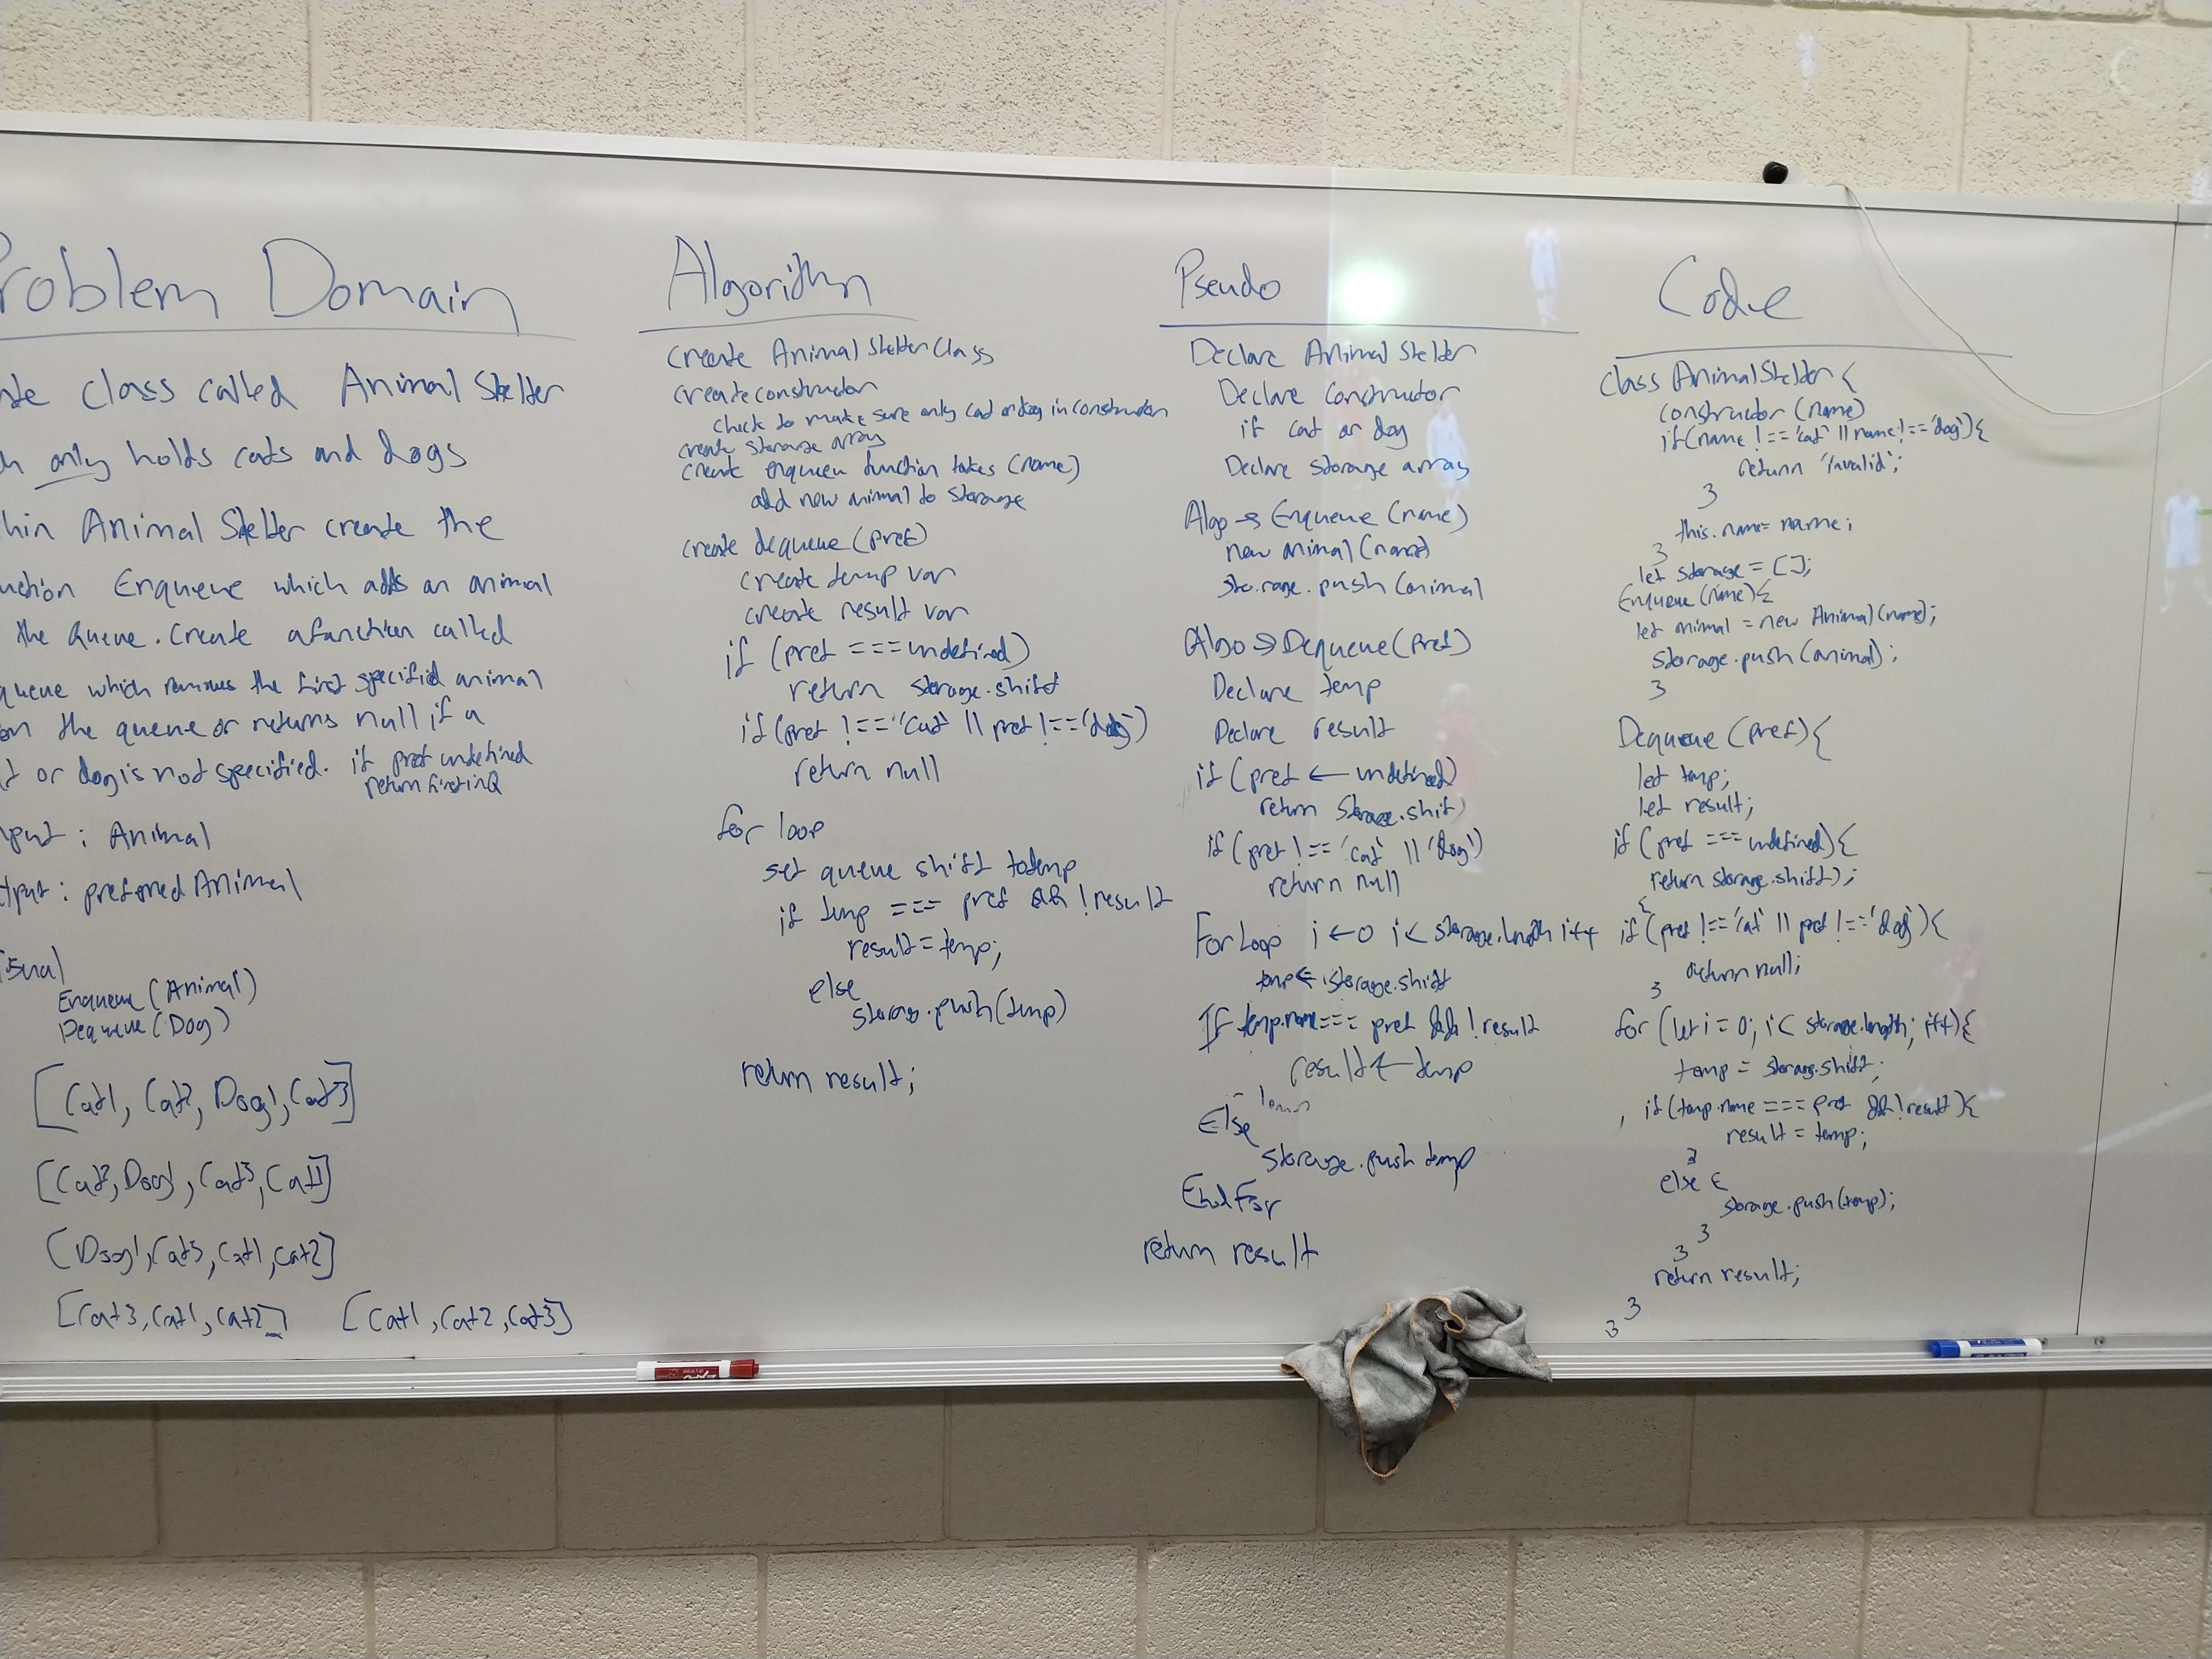 roblem Domain
te class called Animal Shelter
h only holds cats and dogs
hin Animal Shelter create the
nction Enqueue which adds an animal
the Queue. Create a function called
queue which removes the first specified animal
om the queue or returns null if a
t or dog is not specified. if pref undefined
return first in Q
nput : Animal
tput : preferred Animal
isual
Enqueue (Animal)
Dequeue (Dog)
[Cat1, Cat2, Dog1, Cat3]
[Cat2, Dog1, Cat3, Cat1]
[Dog1, Cat3, Cat1, Cat2]
[Cat3, Cat1, Cat2] [Cat1, Cat2, Cat3]
Algorithm
Create Animal Shelter Class
create constructor
check to make sure only cat or dog in constructor
create storage array
create enqueue function takes (name)
add new animal to storage
create dequeue (pref)
create temp var
create result var
if (pref === undefined)
return storage.shift
if (pref !== 'cat' || pref !== 'dog')
return null
for loop
set queue shift to temp
if temp === pref && !result
result = temp;
else
storage.push(temp)
return result;
Pseudo
Declare Animal Shelter
Declare Constructor
if cat or dog
Declare storage array
Algo → Enqueue (name)
new animal (name)
storage.push (animal
Algo → Dequeue (Pref)
Declare temp
Declare result
if (pref ← undefined)
return Storage.shift
if (pref !== 'cat' || 'dog')
return null
For Loop i ← 0 i < storage.length i++
temp ← storage.shift
If temp.name === pref && !result
result ← temp
Else
storage.push temp
End For
return result
Code
class AnimalShelter {
constructor (name)
if (name !== 'cat' || name !== 'dog') {
return 'invalid';
}
this.name = name;
}
let storage = [];
Enqueue (name) {
let animal = new Animal (name);
storage.push (animal);
}
Dequeue (pref) {
let temp;
let result;
if (pref === undefined) {
return storage.shift);
if (pref !== 'cat' || pref !== 'dog') {
return null;
}
for (let i = 0; i < storage.length; i++) {
temp = storage.shift;
if (temp.name === pref && !result) {
result = temp;
}
else {
storage.push (temp);
}
}
return result;
}
}